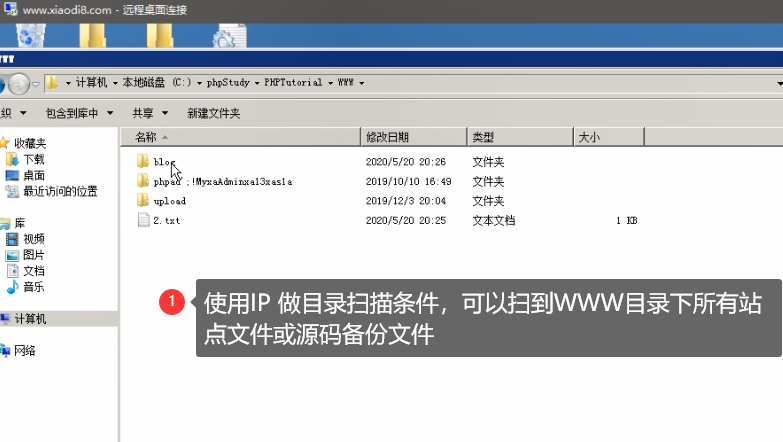 www.xiaodi8.com - 远程桌面连接
WWW
计算机 本地磁盘 (C:) phpStudy PHPTutorial WWW
织 包含到库中 共享 新建文件夹
名称 修改日期 类型 大小
收藏夹
下载
桌面
最近访问的位置
库
视频
图片
文档
音乐
计算机
网络
blog 2020/5/20 20:26 文件夹
2019/10/10 16:49 文件夹
upload 2019/12/3 20:04 文件夹
2.txt 2020/5/20 20:25 文本文档 1 KB
1
使用IP 做目录扫描条件，可以扫到WWW目录下所有站
点文件或源码备份文件